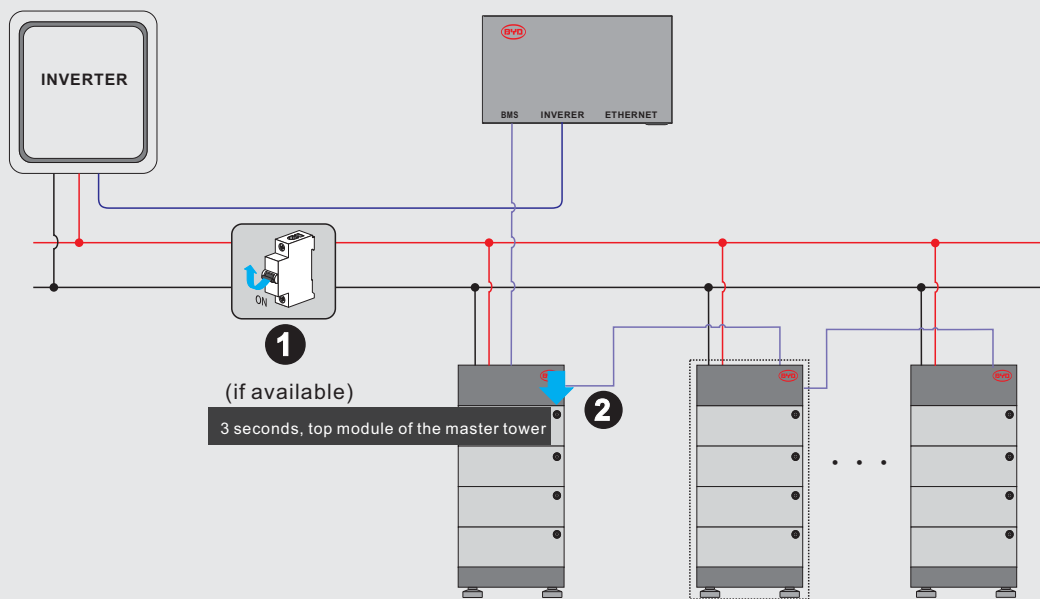 INVERTER
BYD
BMS INVERER ETHERNET
ON
1
(if available)
3 seconds, top module of the master tower
BYD
2
BYD
BYD